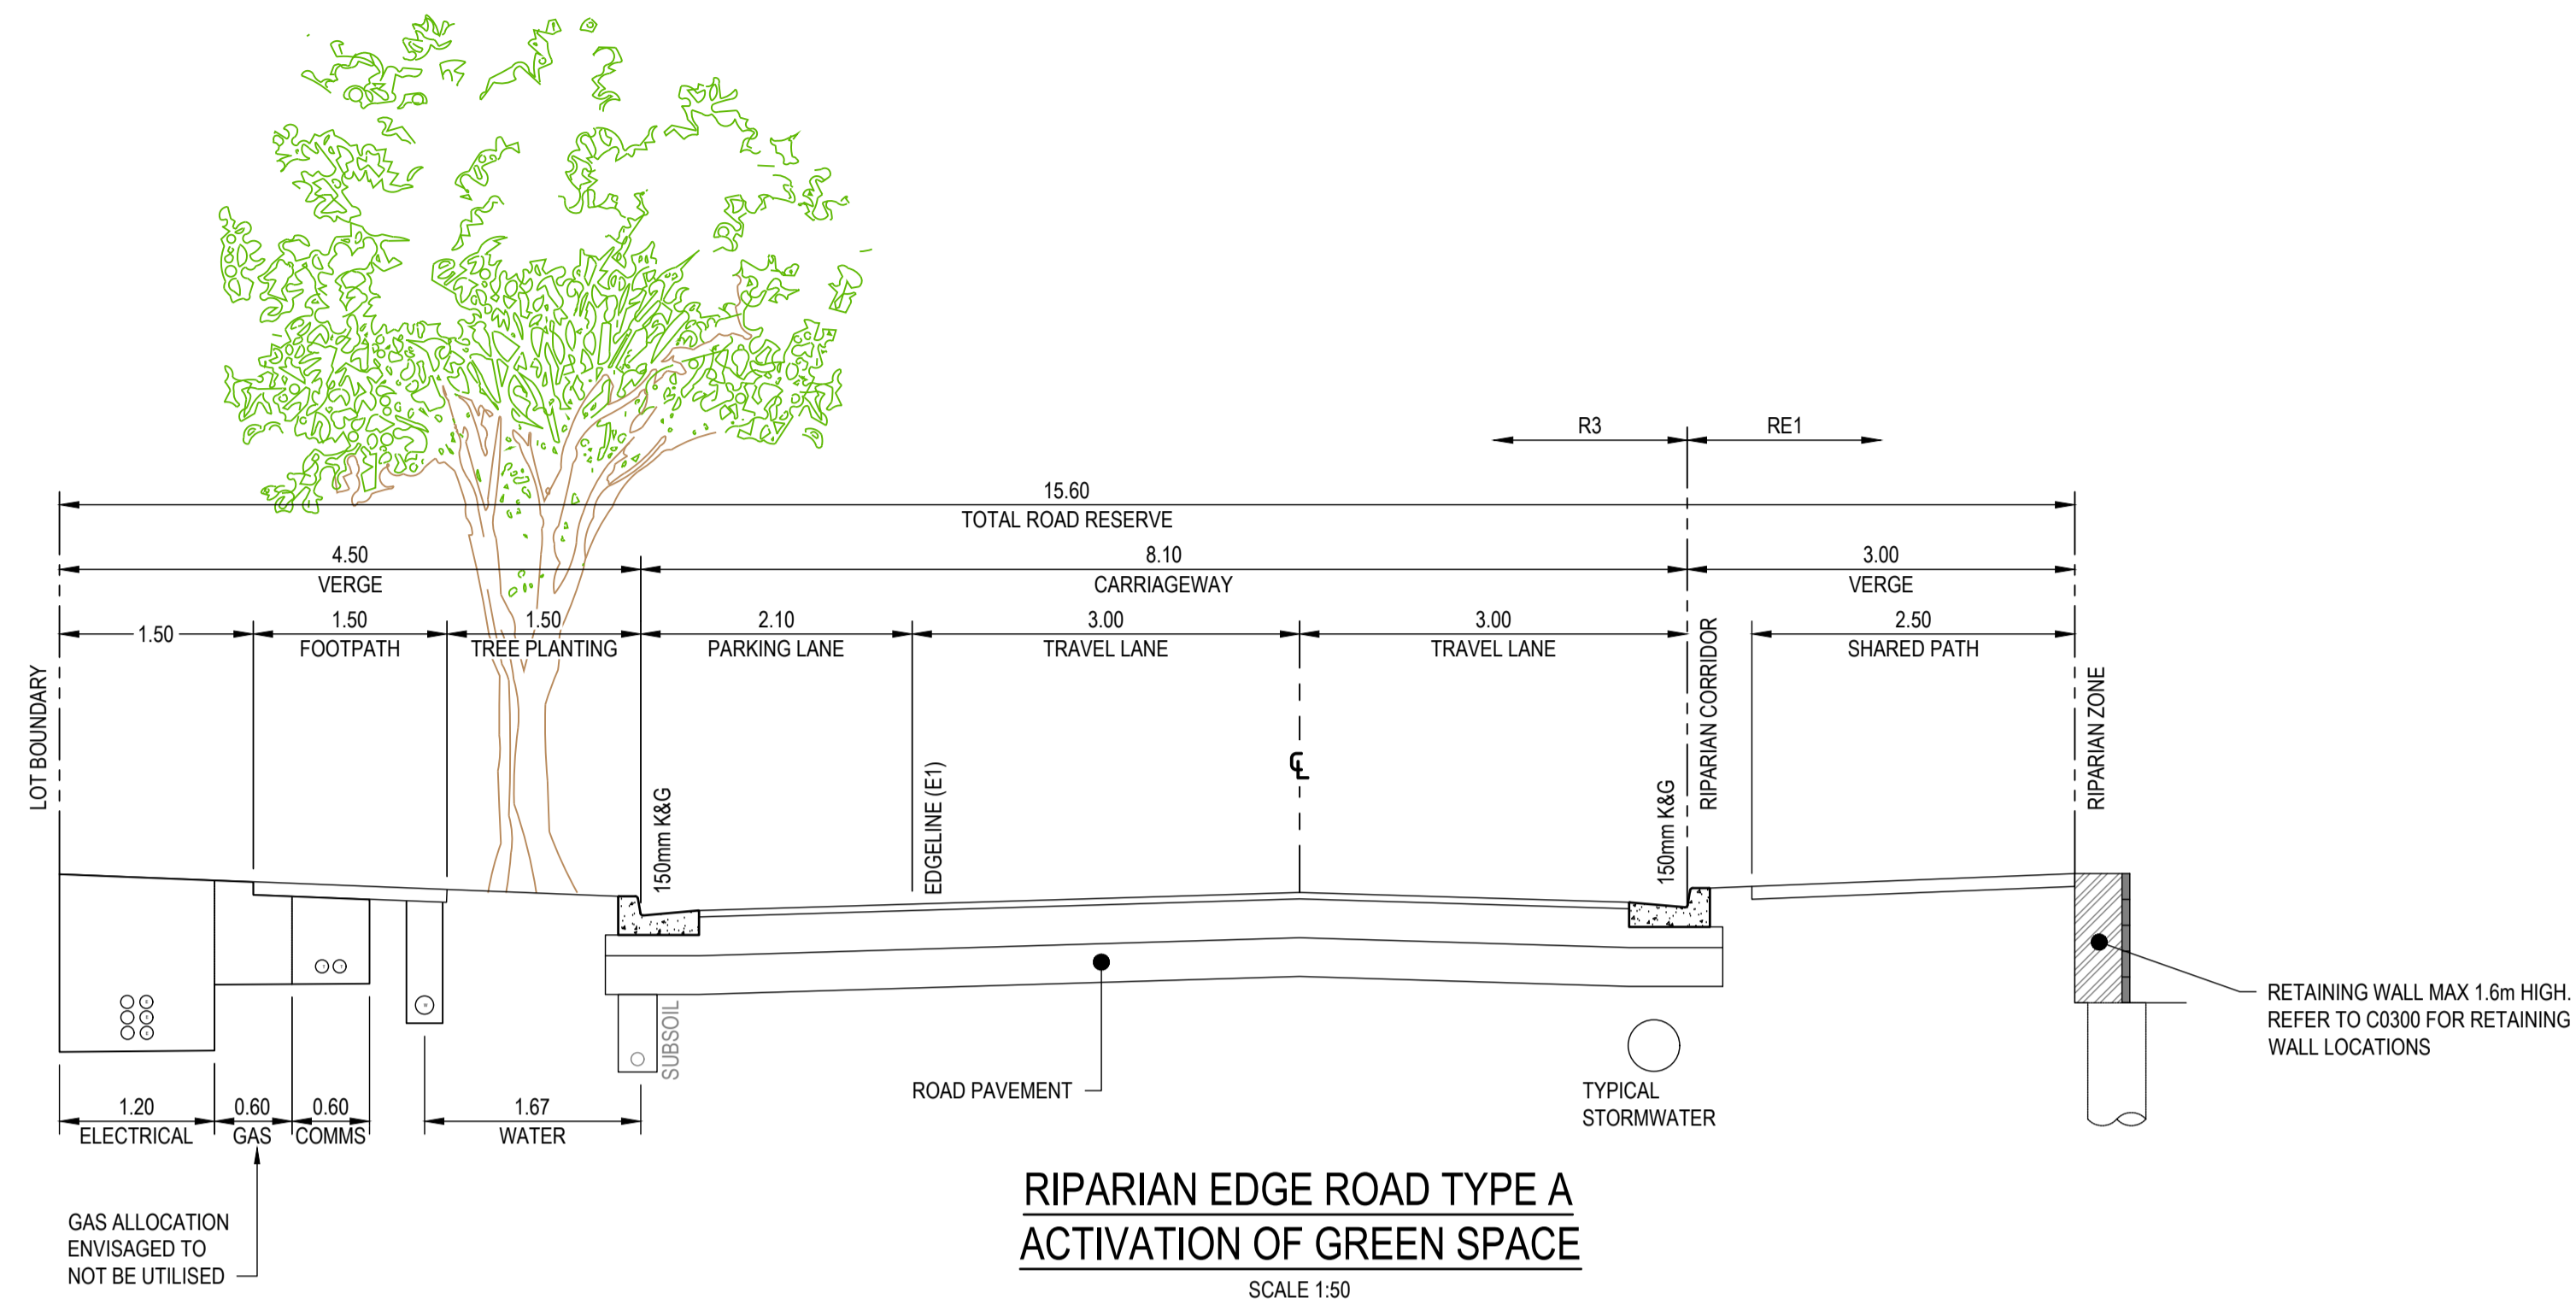 R3
RE1
15.60
TOTAL ROAD RESERVE
4.50
VERGE
8.10
CARRIAGEWAY
3.00
VERGE
1.50
1.50
FOOTPATH
1.50
TREE PLANTING
2.10
PARKING LANE
3.00
TRAVEL LANE
3.00
TRAVEL LANE
2.50
SHARED PATH
LOT BOUNDARY
150mm K&G
EDGELINE (E1)
℄
150mm K&G
RIPARIAN CORRIDOR
RIPARIAN ZONE
SUBSOIL
RETAINING WALL MAX 1.6m HIGH.
REFER TO C0300 FOR RETAINING
WALL LOCATIONS
ROAD PAVEMENT
TYPICAL
STORMWATER
1.20
ELECTRICAL
0.60
GAS
0.60
COMMS
1.67
WATER
GAS ALLOCATION
ENVISAGED TO
NOT BE UTILISED
RIPARIAN EDGE ROAD TYPE A
ACTIVATION OF GREEN SPACE
SCALE 1:50